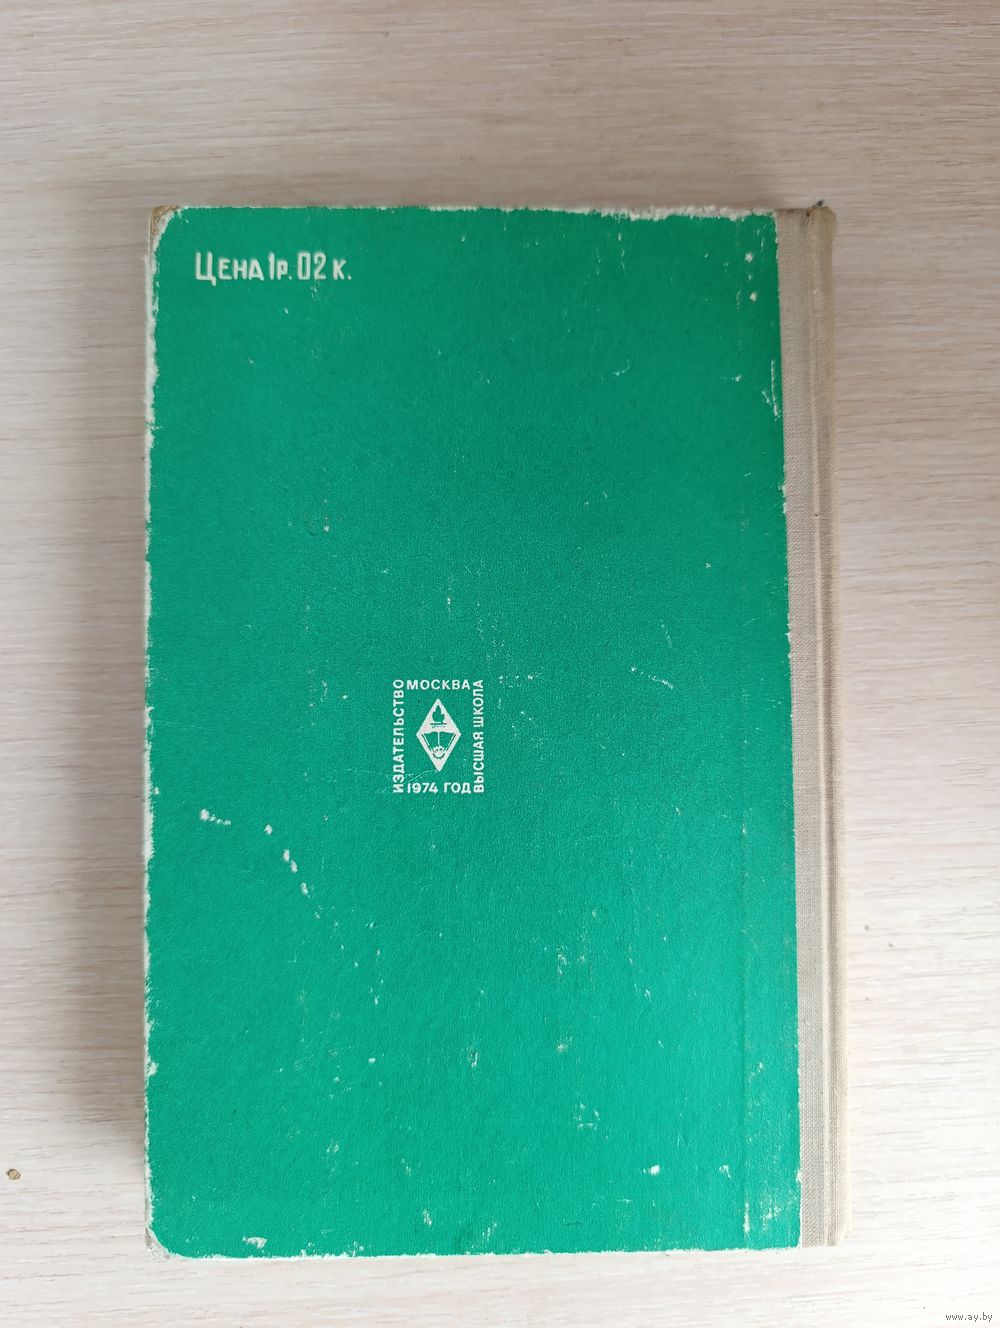 Цена 1р. 02 к.
ИЗДАТЕЛЬСТВО
МОСКВА
ВЫСШАЯ ШКОЛА
1974 ГОД
www.ay.by